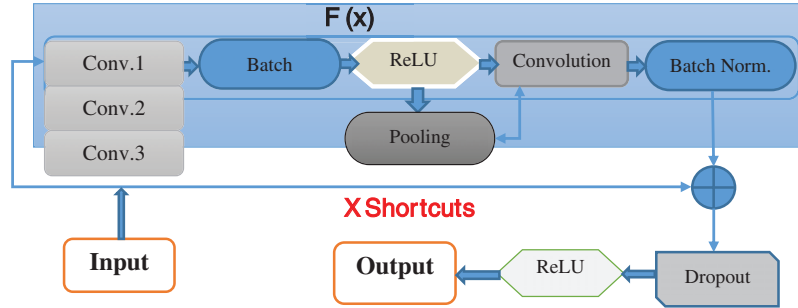 F (x)
Conv.1
Batch
ReLU
Convolution
Batch Norm.
Conv.2
Conv.3
Pooling
X Shortcuts
Input
Output
ReLU
Dropout